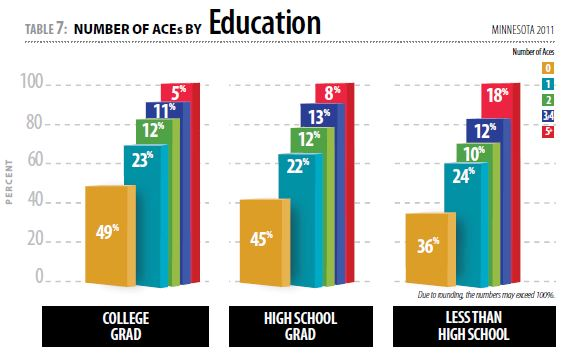 TABLE 7: NUMBER OF ACEs BY Education
MINNESOTA 2011
Number of Aces
0
1
2
3-4
5+
PERCENT
100
80
60
40
20
0
49%
23%
12%
11%
5%
45%
22%
12%
13%
8%
36%
24%
10%
12%
18%
Due to rounding, the numbers may exceed 100%.
COLLEGE
GRAD
HIGH SCHOOL
GRAD
LESS THAN
HIGH SCHOOL